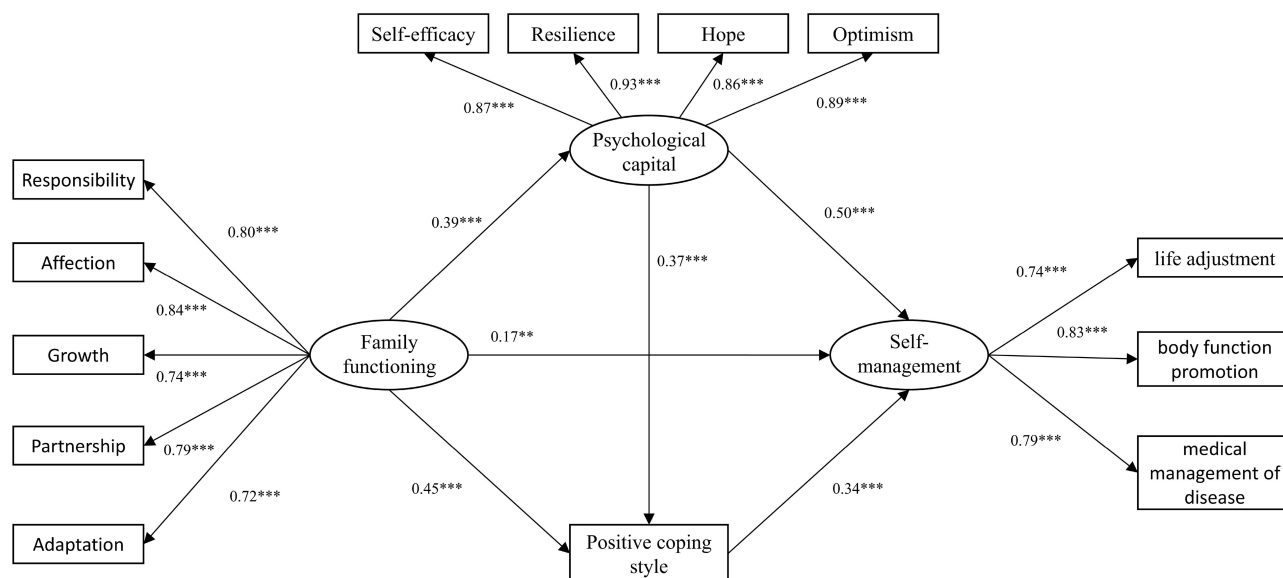 Self-efficacy
Resilience
Hope
Optimism
0.87***
0.93***
0.86***
0.89***
Psychological
capital
Responsibility
Affection
Growth
Partnership
Adaptation
0.80***
0.84***
0.74***
0.79***
0.72***
Family
functioning
0.39***
0.17**
0.45***
0.37***
0.50***
0.34***
Positive coping
style
Self-
management
0.74***
0.83***
0.79***
life adjustment
body function
promotion
medical
management of
disease